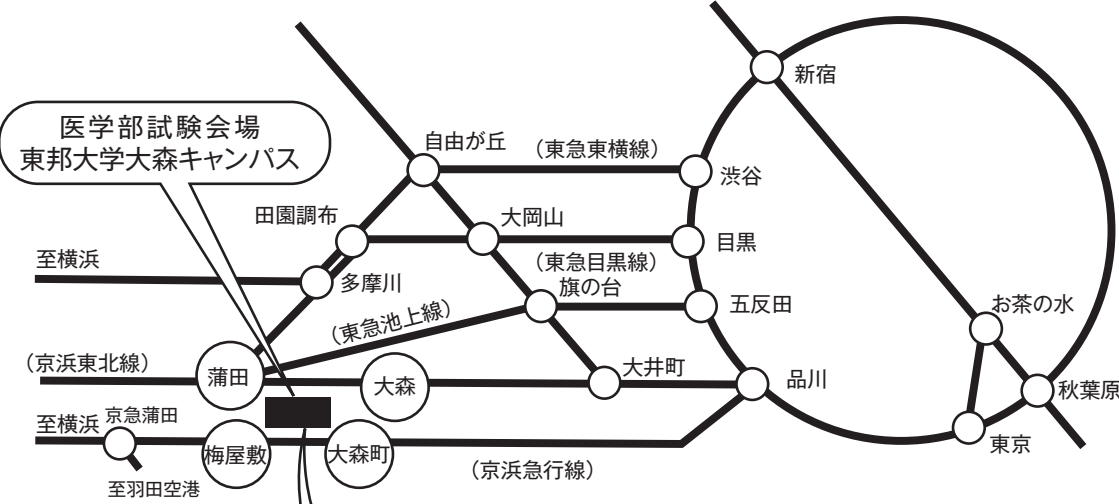 新宿
医学部試験会場
東邦大学大森キャンパス
自由が丘
（東急東横線）
渋谷
田園調布
大岡山
目黒
至横浜
（東急目黒線）
多摩川
旗の台
（東急池上線）
五反田
お茶の水
（京浜東北線）
蒲田
大森
大井町
品川
秋葉原
至横浜
京急蒲田
梅屋敷
大森町
（京浜急行線）
東京
至羽田空港